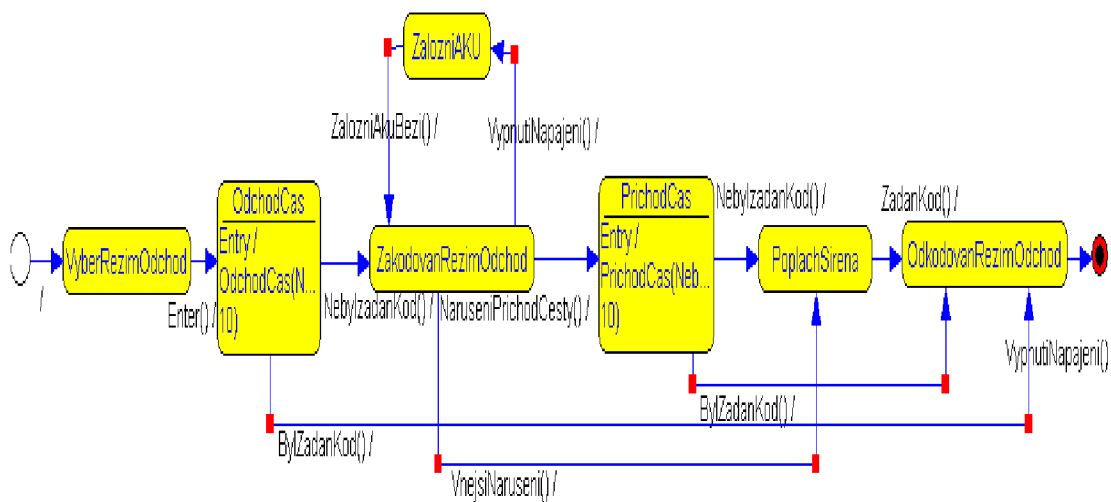 ZalozniAKU
ZalozniAkuBezi() /
VypnutiNapajeni() /
OdchodCas
Entry /
OdchodCas(N...
10)
PrichodCas
Entry /
PrichodCas(Neb...
10)
NebylzadanKod() /
ZadanKod() /
VyberRezimOdchod
ZakodovanRezimOdchod
PoplachSirena
OdkodovanRezimOdchod
/
Enter() /
NebylzadanKod() /
NaruseniPrichodCesty() /
VypnutiNapajeni()
BylZadanKod() /
BylZadanKod() /
VnejsiNaruseni() /